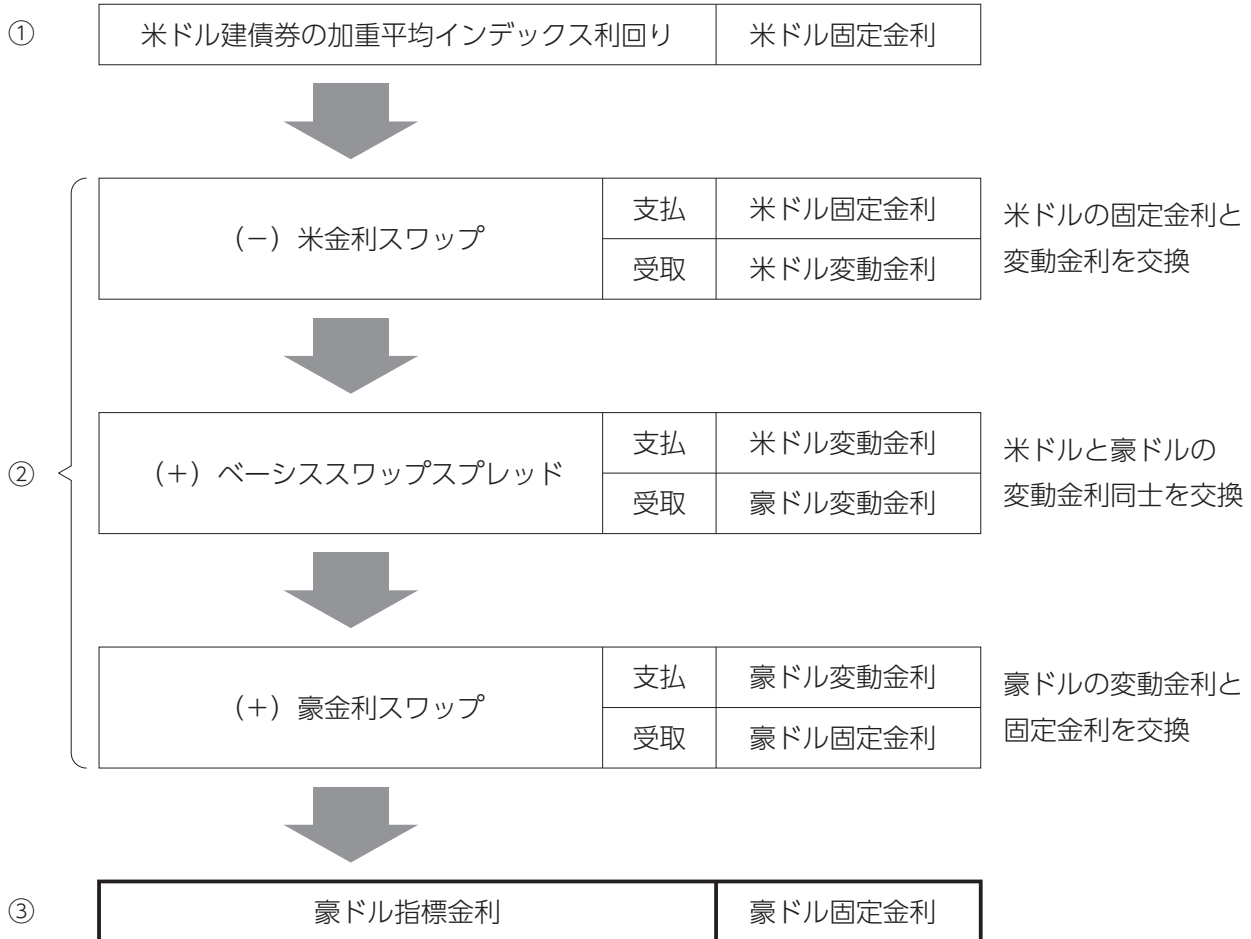 ①
米ドル建債券の加重平均インデックス利回り 米ドル固定金利
(－)米金利スワップ
支払 米ドル固定金利
受取 米ドル変動金利
米ドルの固定金利と
変動金利を交換
②
(＋)ベーシススワップスプレッド
支払 米ドル変動金利
受取 豪ドル変動金利
米ドルと豪ドルの
変動金利同士を交換
(＋)豪金利スワップ
支払 豪ドル変動金利
受取 豪ドル固定金利
豪ドルの変動金利と
固定金利を交換
③
豪ドル指標金利 豪ドル固定金利